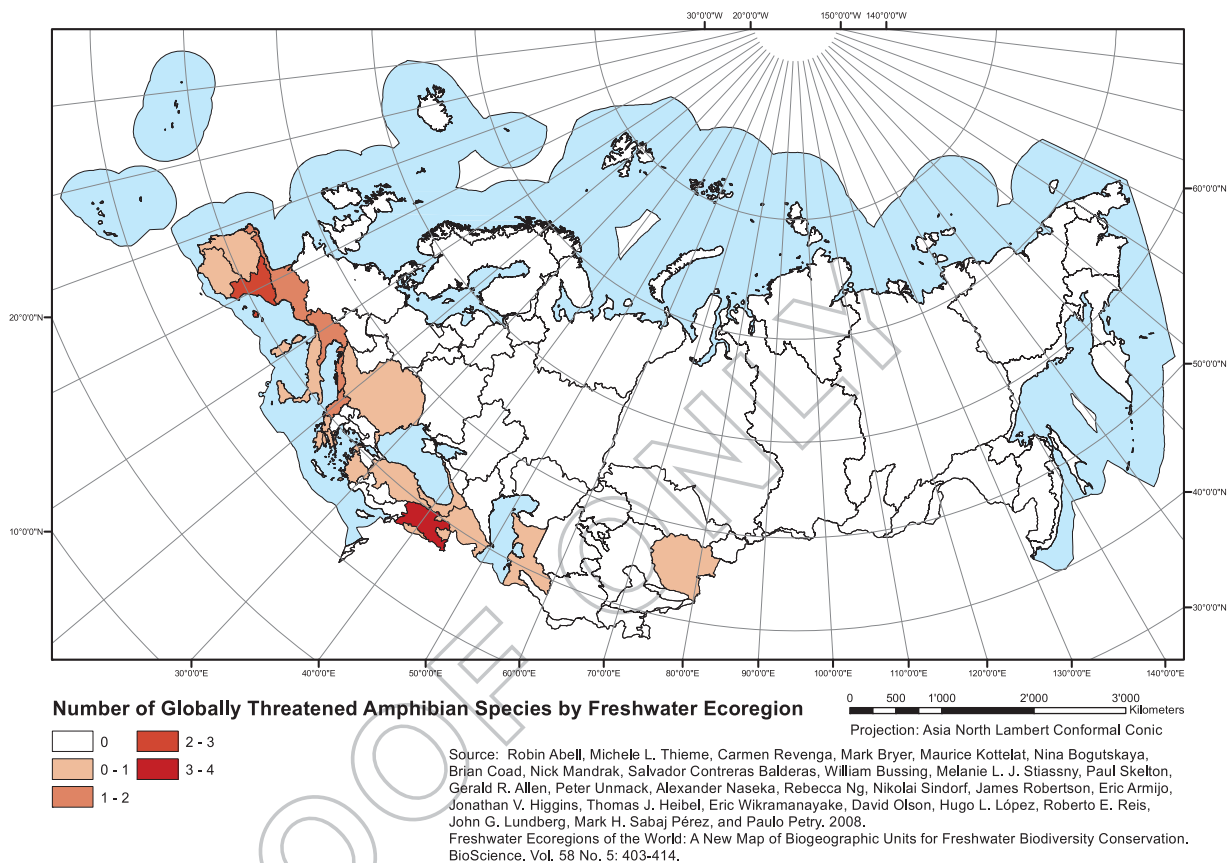 30°0'0"W 20°0'0"W 150°0'0"W 140°0'0"W
60°0'0"N
20°0'0"N
50°0'0"N
40°0'0"N
10°0'0"N
30°0'0"N
30°0'0"E 40°0'0"E 50°0'0"E 60°0'0"E 70°0'0"E 80°0'0"E 90°0'0"E 100°0'0"E 110°0'0"E 120°0'0"E 130°0'0"E 140°0'0"E
OOF ONLY
Number of Globally Threatened Amphibian Species by Freshwater Ecoregion
0 2 - 3
0 - 1 3 - 4
1 - 2
0 500 1'000 2'000 3'000
Kilometers
Projection: Asia North Lambert Conformal Conic
Source: Robin Abell, Michele L. Thieme, Carmen Revenga, Mark Bryer, Maurice Kottelat, Nina Bogutskaya,
Brian Coad, Nick Mandrak, Salvador Contreras Balderas, William Bussing, Melanie L. J. Stiassny, Paul Skelton,
Gerald R. Allen, Peter Unmack, Alexander Naseka, Rebecca Ng, Nikolai Sindorf, James Robertson, Eric Armijo,
Jonathan V. Higgins, Thomas J. Heibel, Eric Wikramanayake, David Olson, Hugo L. López, Roberto E. Reis,
John G. Lundberg, Mark H. Sabaj Pérez, and Paulo Petry. 2008.
Freshwater Ecoregions of the World: A New Map of Biogeographic Units for Freshwater Biodiversity Conservation.
BioScience. Vol. 58 No. 5: 403-414.